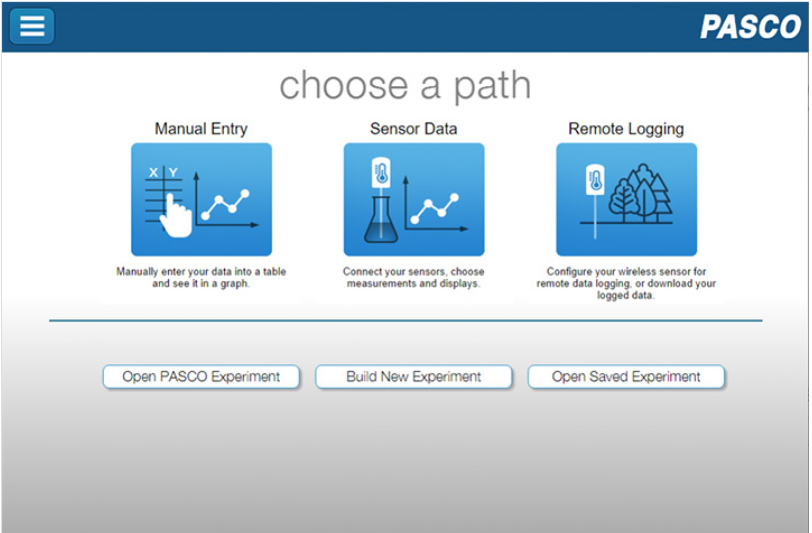 PASCO
choose a path
Manual Entry
X Y
Manually enter your data into a table
and see it in a graph.
Sensor Data
Connect your sensors, choose
measurements and displays.
Remote Logging
Configure your wireless sensor for
remote data logging, or download your
logged data.
Open PASCO Experiment
Build New Experiment
Open Saved Experiment